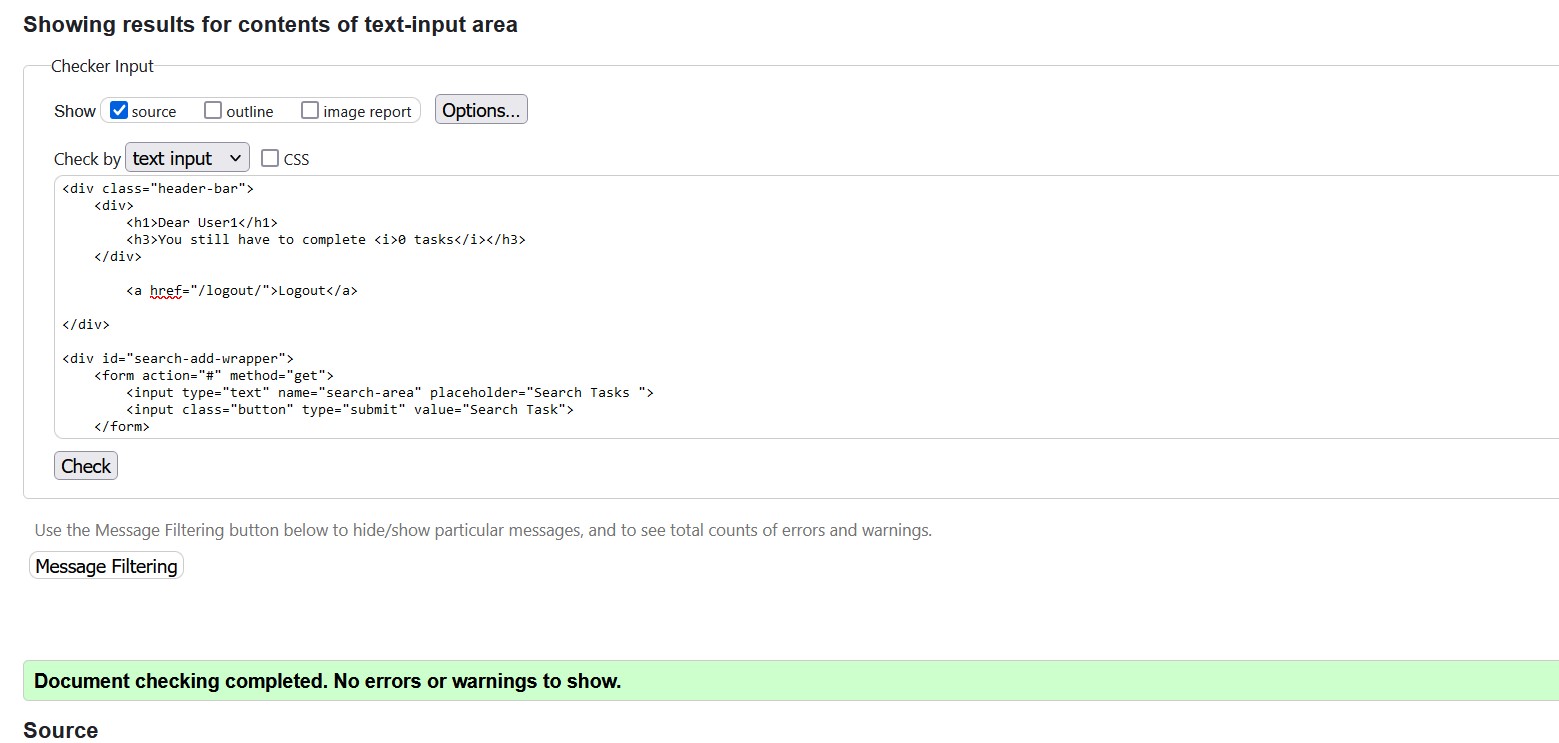 Showing results for contents of text-input area
Checker Input
Show source outline image report Options...
Check by text input CSS
<div class="header-bar">
    <div>
        <h1>Dear User1</h1>
        <h3>You still have to complete <i>0 tasks</i></h3>
    </div>
        <a href="/logout/">Logout</a>
</div>
<div id="search-add-wrapper">
    <form action="#" method="get">
        <input type="text" name="search-area" placeholder="Search Tasks ">
        <input class="button" type="submit" value="Search Task">
    </form>
Check
Use the Message Filtering button below to hide/show particular messages, and to see total counts of errors and warnings.
Message Filtering
Document checking completed. No errors or warnings to show.
Source